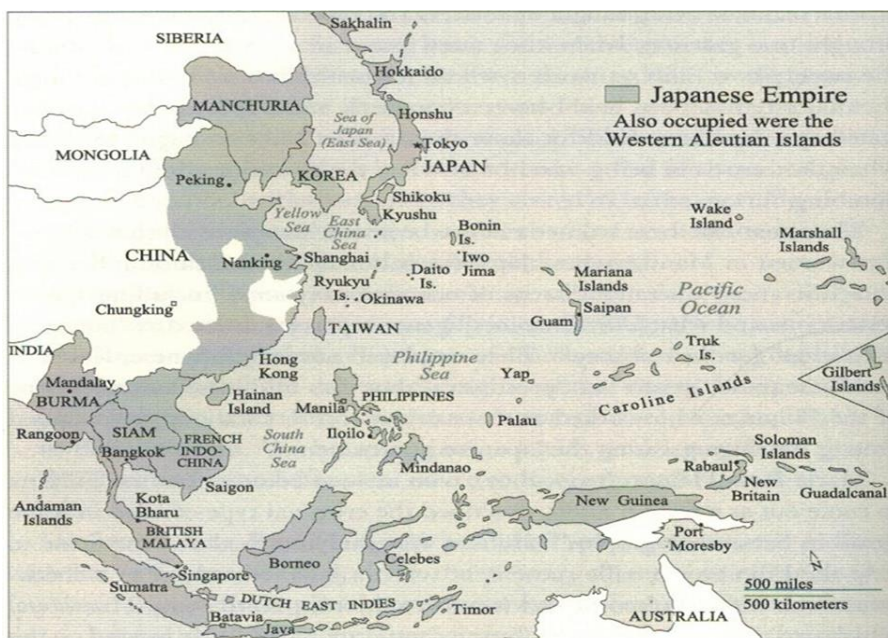 Sakhalin
SIBERIA
Hokkaido
MANCHURIA
Honshu
Sea of
Japan
(East Sea)
Tokyo
MONGOLIA
KOREA
JAPAN
Peking
Shikoku
Kyushu
Yellow
Sea
East
China
Sea
CHINA
Nanking
Shanghai
Bonin
Is.
Iwo
Jima
Daito
Is.
Ryukyu
Is.
Okinawa
Chungking
TAIWAN
Japanese Empire
Also occupied were the
Western Aleutian Islands
Wake
Island
Marshall
Islands
Mariana
Islands
Pacific
Ocean
Saipan
Guam
INDIA
Hong
Kong
Philippine
Sea
Truk
Is.
Yap
Gilbert
Islands
Caroline Islands
Mandalay
BURMA
Hainan
Island
Manila
PHILIPPINES
Palau
SIAM
FRENCH
INDO-
CHINA
Rangoon
Bangkok
South
China
Sea
Iloilo
Mindanao
Saigon
Soloman
Islands
Rabaul
New
Britain
Guadalcanal
Andaman
Islands
Kota
Bharu
BRITISH
MALAYA
New Guinea
Port
Moresby
Singapore
Borneo
Celebes
Sumatra
DUTCH EAST INDIES
Batavia
Java
Timor
AUSTRALIA
N
500 miles
500 kilometers